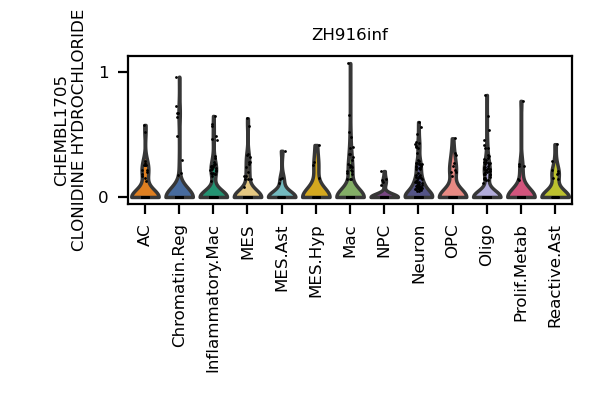 ZH916inf
CHEMBL1705
CLONIDINE HYDROCHLORIDE
1
0
AC
Chromatin.Reg
Inflammatory.Mac
MES
MES.Ast
MES.Hyp
Mac
NPC
Neuron
OPC
Oligo
Prolif.Metab
Reactive.Ast